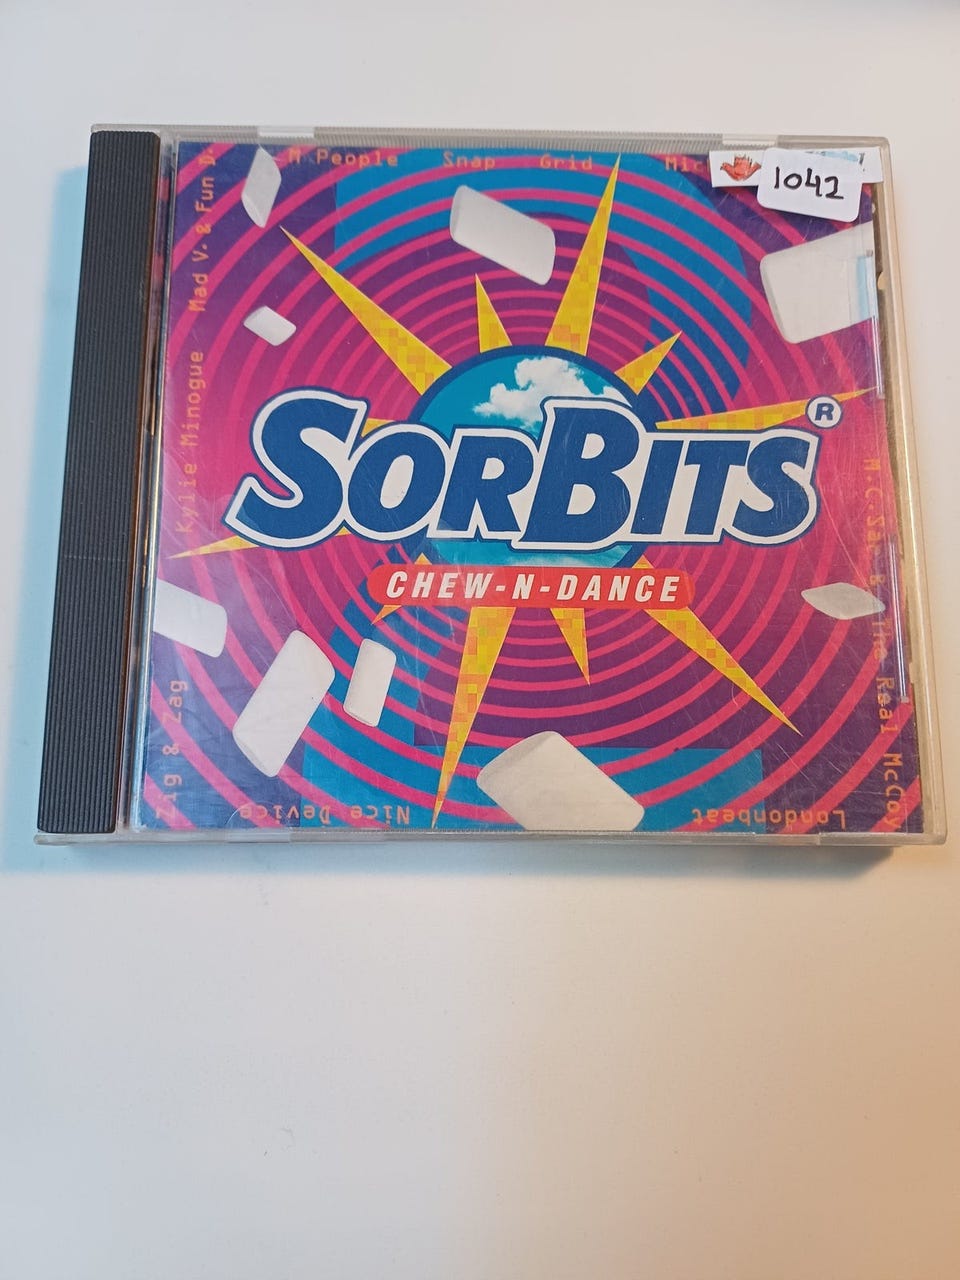 M People Snap Grid
1042
Kylie Minogue Mad V. & Fun D.
SORBITS®
CHEW-N-DANCE
M.C. Sar & The Real McCoy
Zig & Zag
Nice Device
Londonbeat